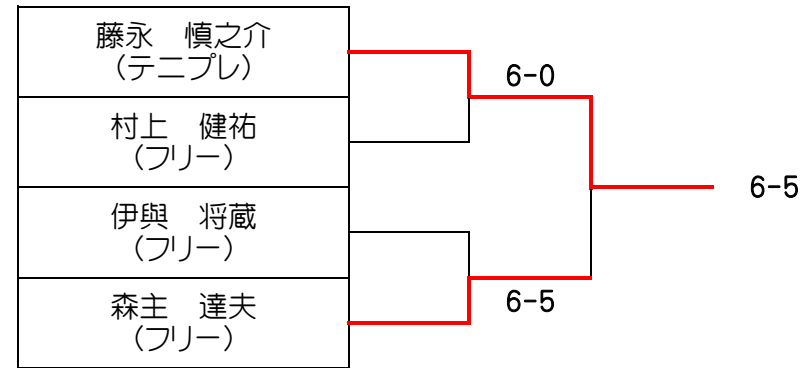 藤永　慎之介
（テニプレ）
6-0
村上　健祐
（フリー）
6-5
伊與　将蔵
（フリー）
6-5
森主　達夫
（フリー）